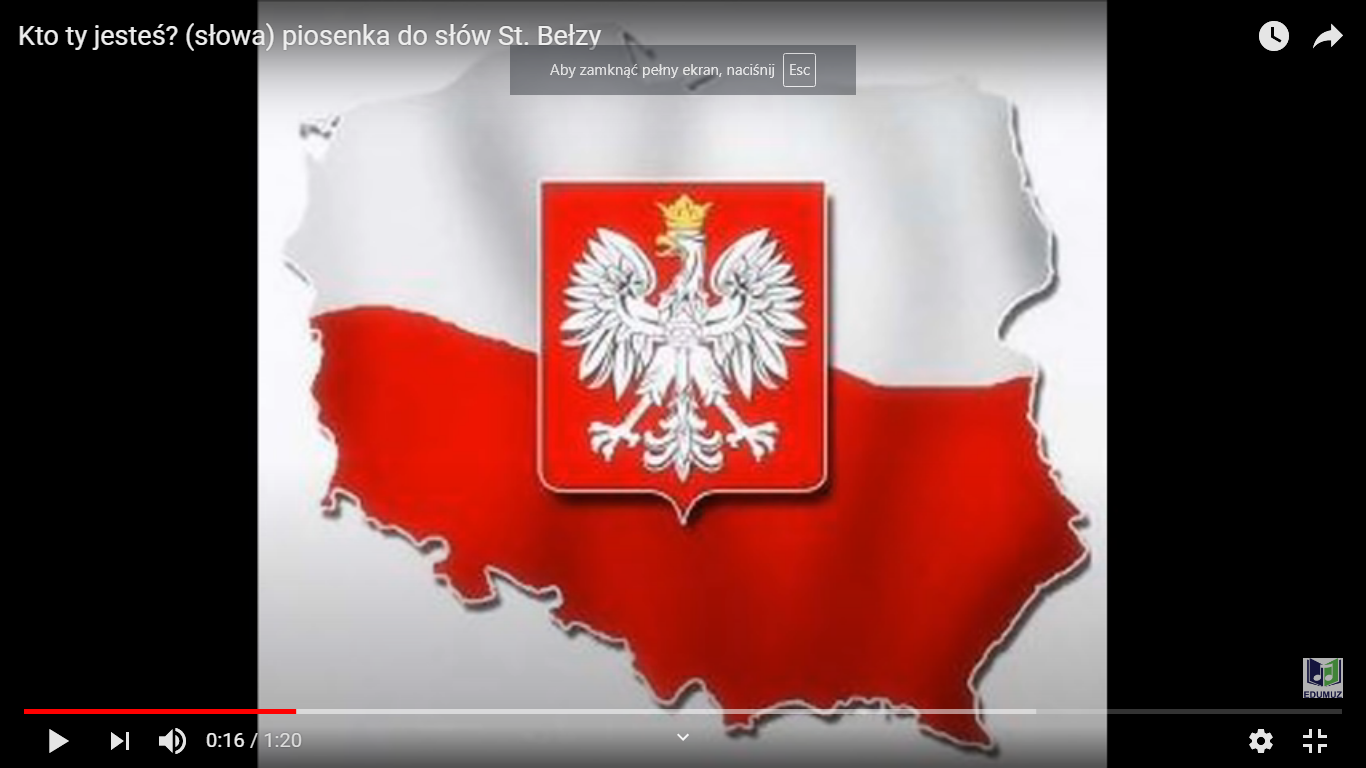 Kto ty jesteś? (słowa) piosenka do słów St. Bełzy
Aby zamknąć pełny ekran, naciśnij Esc
EDUMUZ
0:16 / 1:20